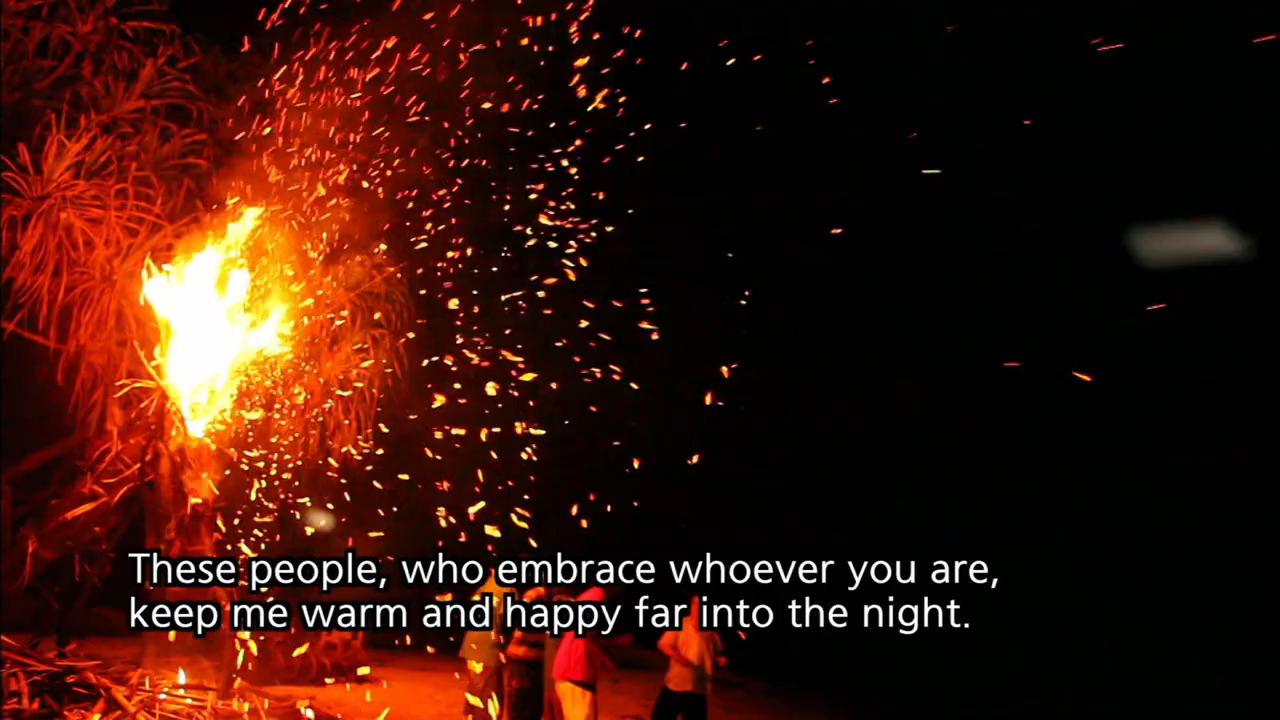 These people, who embrace whoever you are,
keep me warm and happy far into the night.